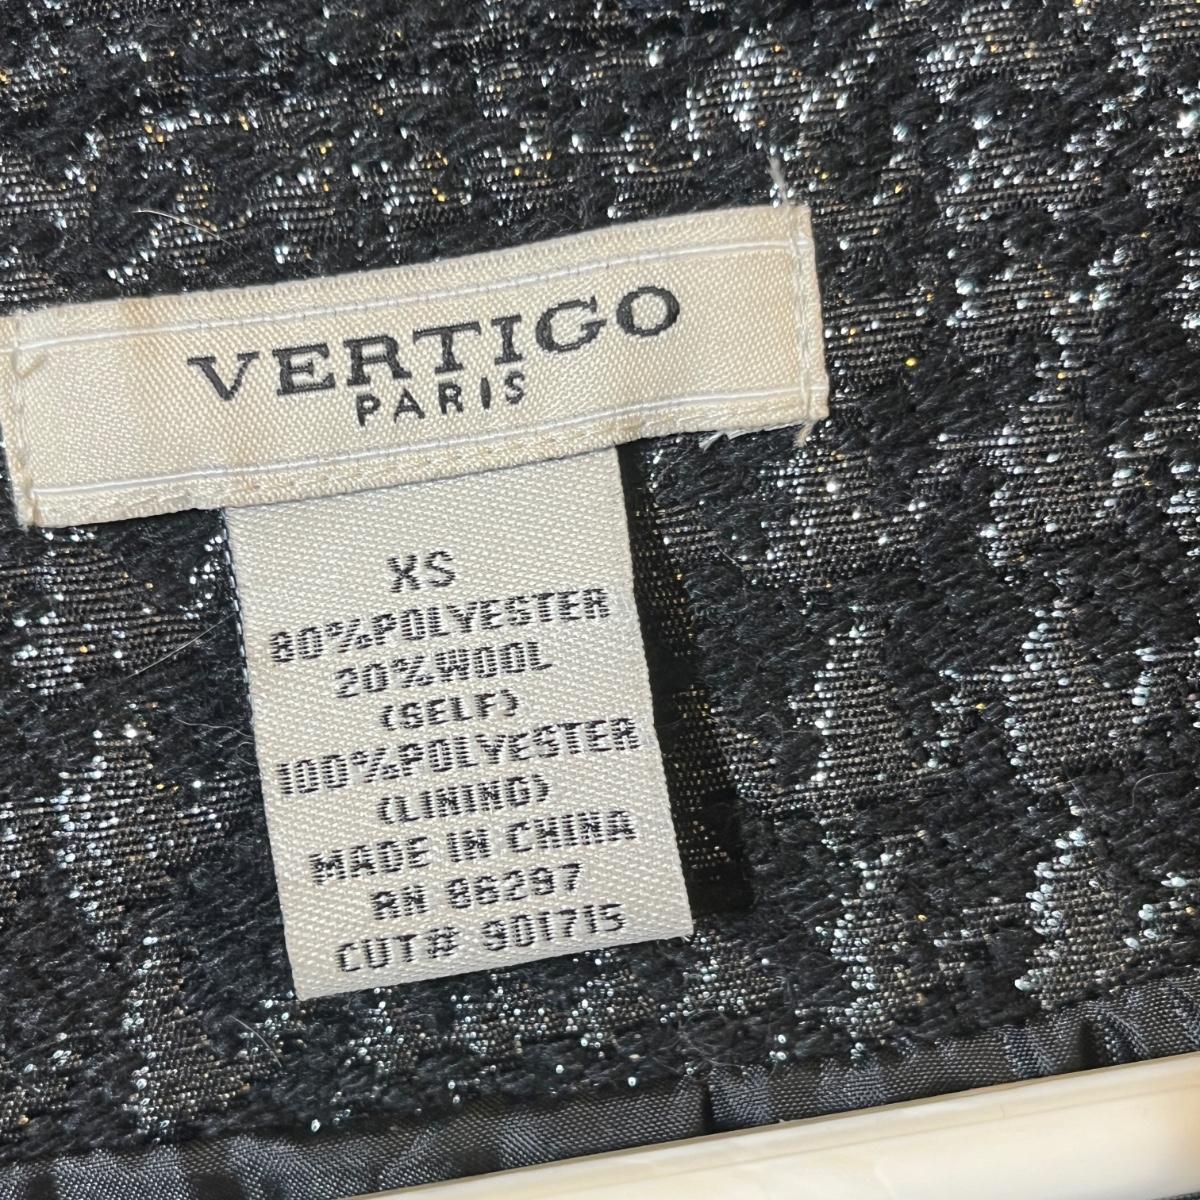 VERTIGO
PARIS
XS
80%POLYESTER
20%WOOL
(SELF)
100%POLYESTER
(LINING)
MADE IN CHINA
RN 86297
CUT# 901715